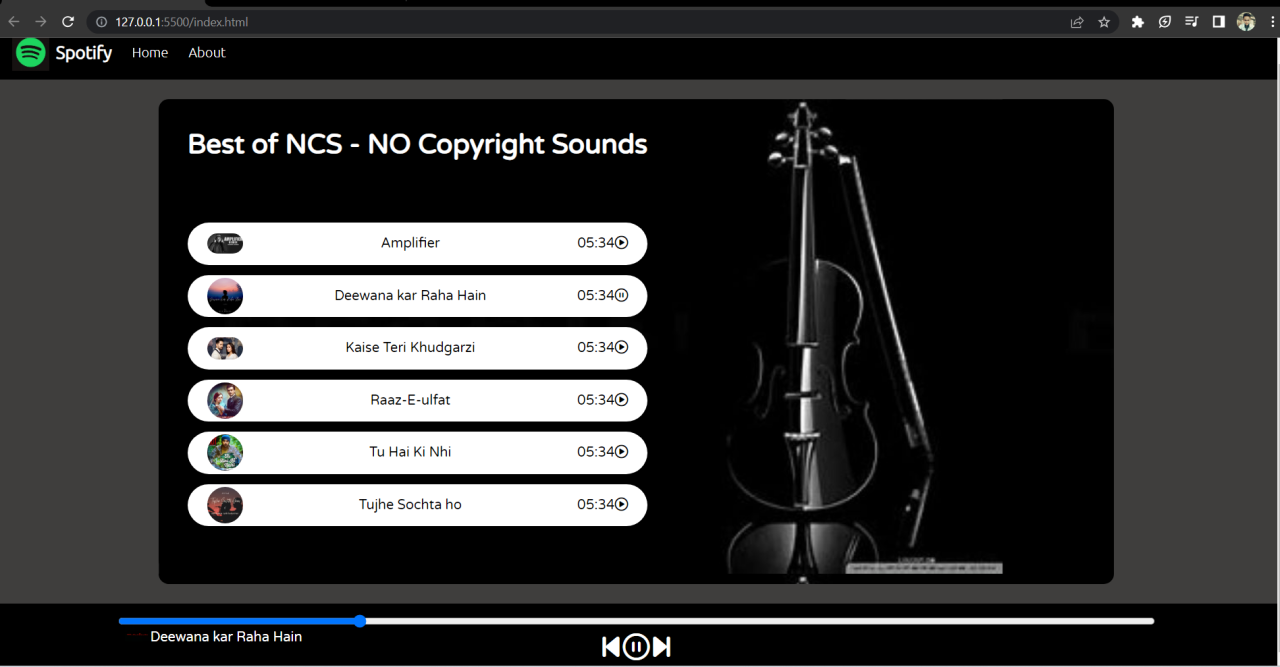 127.0.0.1:5500/index.html
Spotify Home About
Best of NCS - NO Copyright Sounds
Amplifier 05:34
Deewana kar Raha Hain 05:34
Kaise Teri Khudgarzi 05:34
Raaz-E-ulfat 05:34
Tu Hai Ki Nhi 05:34
Tujhe Sochta ho 05:34
Deewana kar Raha Hain